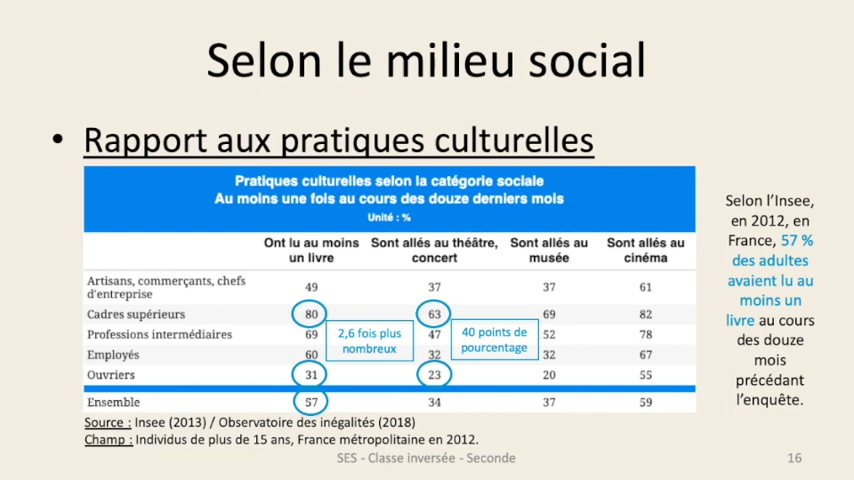 Selon le milieu social
• Rapport aux pratiques culturelles
Pratiques culturelles selon la catégorie sociale
Au moins une fois au cours des douze derniers mois
Unité : %
Ont lu au moins un livre
Sont allés au théâtre, concert
Sont allés au musée
Sont allés au cinéma
Artisans, commerçants, chefs d'entreprise 49 37 37 61
Cadres supérieurs 80 63 69 82
Professions intermédiaires 69 47 52 78
Employés 60 32 32 67
Ouvriers 31 23 20 55
Ensemble 57 34 37 59
2,6 fois plus
nombreux
40 points de
pourcentage
Source : Insee (2013) / Observatoire des inégalités (2018)
Champ : Individus de plus de 15 ans, France métropolitaine en 2012.
Selon l'Insee,
en 2012, en
France, 57 %
des adultes
avaient lu au
moins un
livre au cours
des douze
mois
précédant
l'enquête.
SES - Classe inversée - Seconde
16